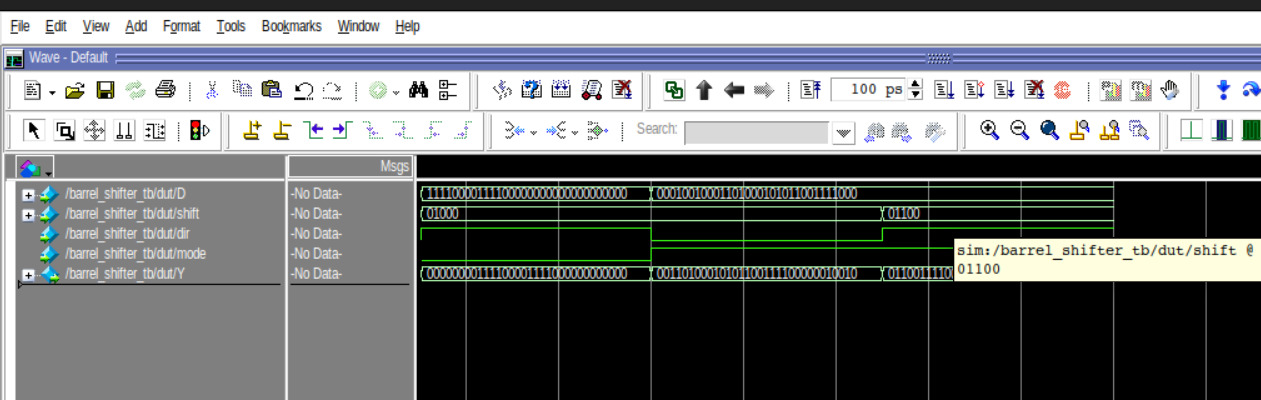 File Edit View Add Format Tools Bookmarks Window Help
Wave - Default
100 ps
Search:
Msgs
/barrel_shifter_tb/dut/D -No Data- 11110000111100000000000000000000 00010010001101000101011001111000
/barrel_shifter_tb/dut/shift -No Data- 01000 01100
/barrel_shifter_tb/dut/dir -No Data-
/barrel_shifter_tb/dut/mode -No Data-
/barrel_shifter_tb/dut/Y -No Data- 00000000111100001111000000000000 00110100010101100111100000010010 0110011110
sim:/barrel_shifter_tb/dut/shift @
01100